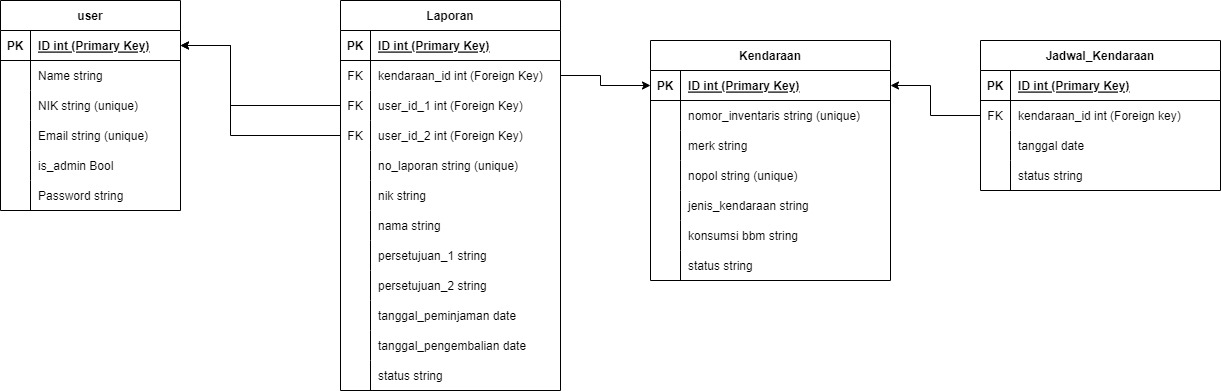 user
PK ID int (Primary Key)
Name string
NIK string (unique)
Email string (unique)
is_admin Bool
Password string
Laporan
PK ID int (Primary Key)
FK kendaraan_id int (Foreign Key)
FK user_id_1 int (Foreign Key)
FK user_id_2 int (Foreign Key)
no_laporan string (unique)
nik string
nama string
persetujuan_1 string
persetujuan_2 string
tanggal_peminjaman date
tanggal_pengembalian date
status string
Kendaraan
PK ID int (Primary Key)
nomor_inventaris string (unique)
merk string
nopol string (unique)
jenis_kendaraan string
konsumsi bbm string
status string
Jadwal_Kendaraan
PK ID int (Primary Key)
FK kendaraan_id int (Foreign key)
tanggal date
status string